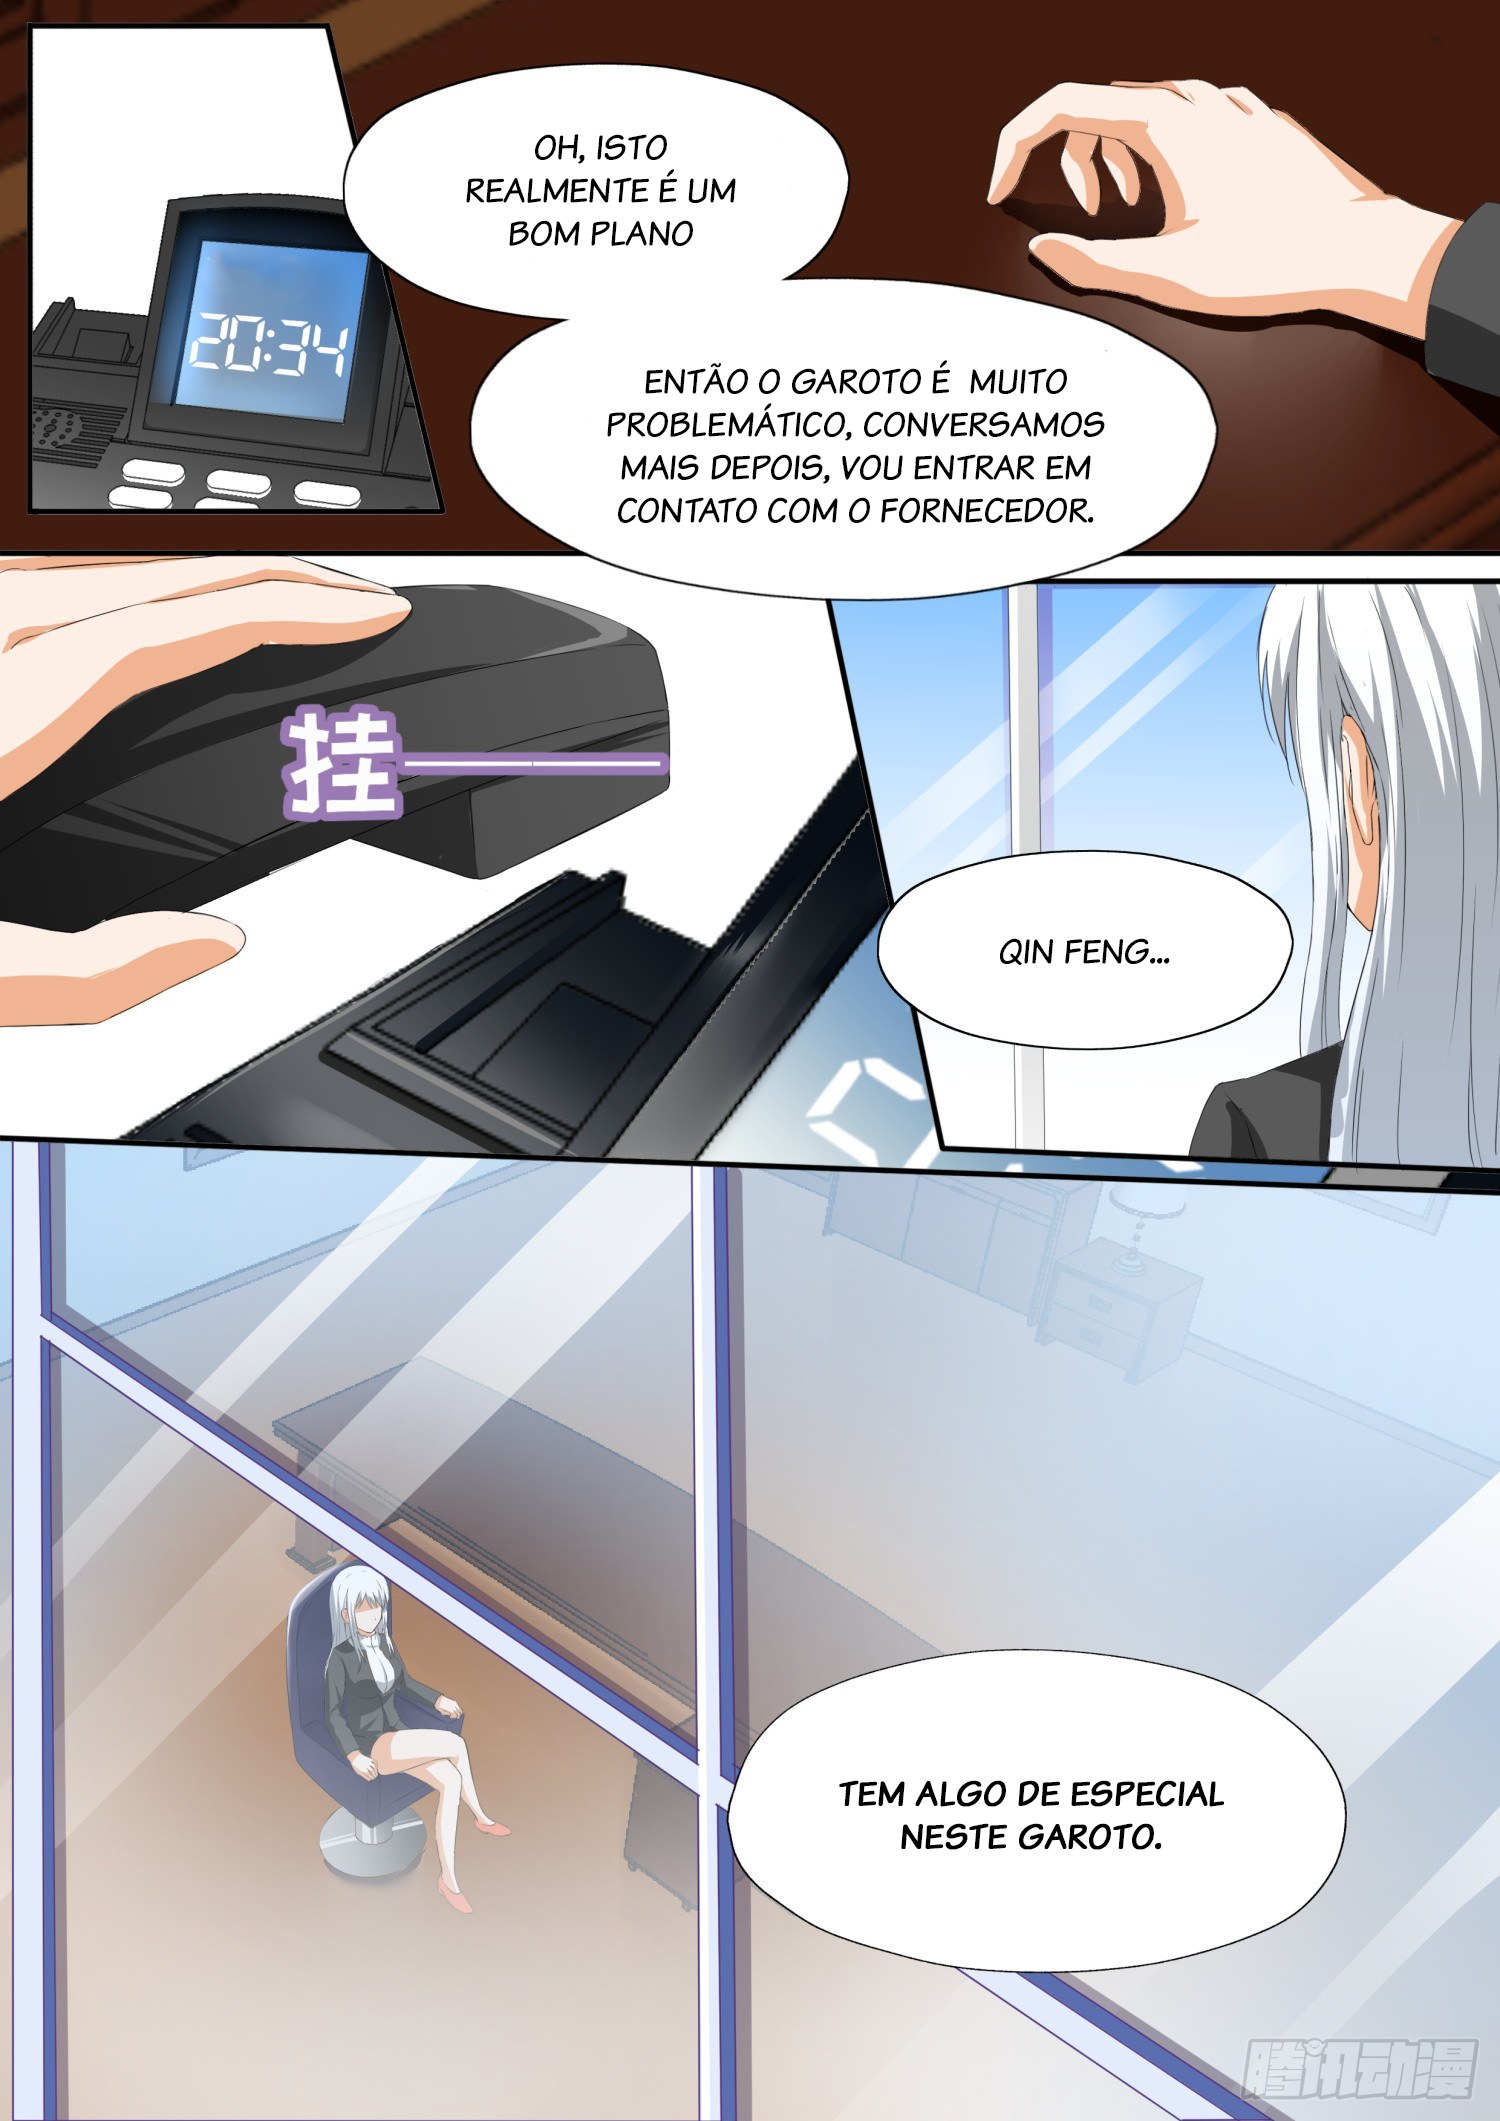 OH, ISTO
REALMENTE É UM
BOM PLANO
20:34
ENTÃO O GAROTO É MUITO
PROBLEMÁTICO, CONVERSAMOS
MAIS DEPOIS, VOU ENTRAR EM
CONTATO COM O FORNECEDOR.
挂——
QIN FENG...
TEM ALGO DE ESPECIAL
NESTE GAROTO.
腾讯动漫